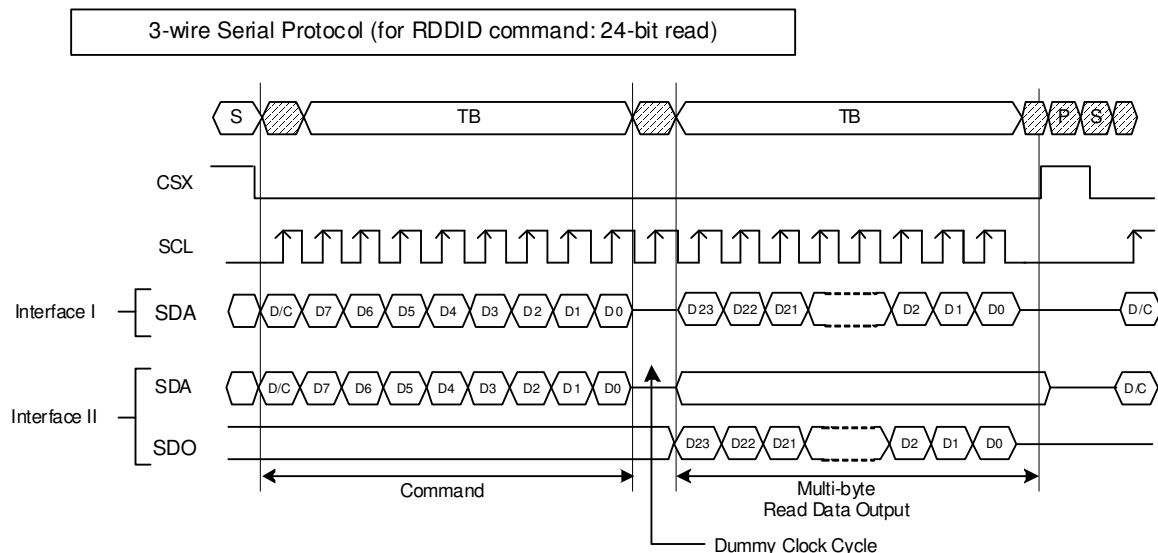 3-wire Serial Protocol (for RDDID command: 24-bit read)
S TB TB P S
CSX
SCL
Interface I SDA D/C D7 D6 D5 D4 D3 D2 D1 D0 D23 D22 D21 D2 D1 D0 D/C
SDA D/C D7 D6 D5 D4 D3 D2 D1 D0 D/C
Interface II
SDO D23 D22 D21 D2 D1 D0
Command
Multi-byte
Read Data Output
Dummy Clock Cycle